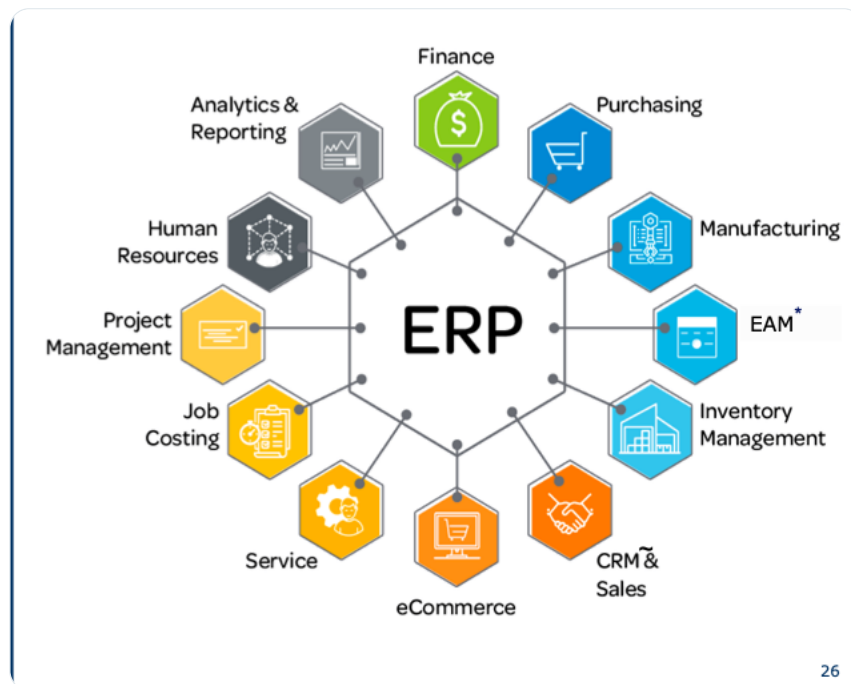 Finance
Analytics &
Reporting
Purchasing
Human
Resources
Manufacturing
Project
Management
ERP
EAM*
Job
Costing
Inventory
Management
Service
CRM~&
Sales
eCommerce
$
26